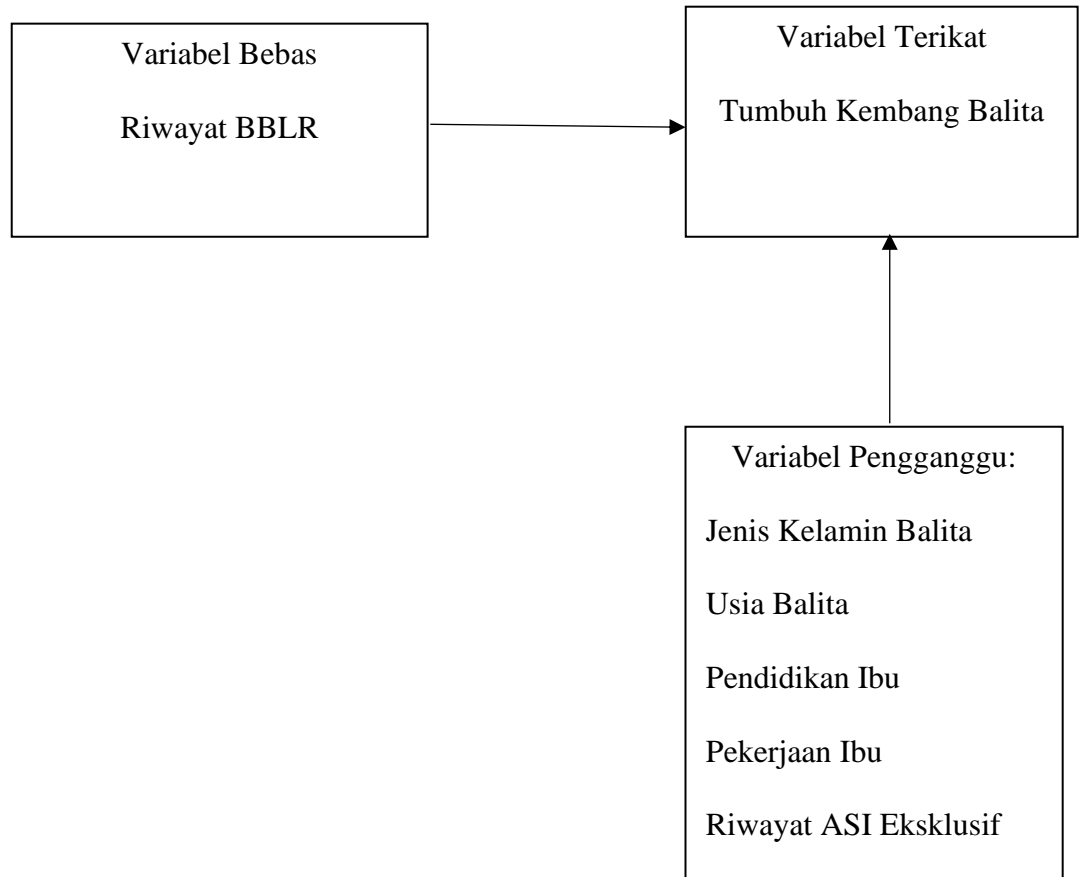 Variabel Bebas
Riwayat BBLR
Variabel Terikat
Tumbuh Kembang Balita
Variabel Pengganggu:
Jenis Kelamin Balita
Usia Balita
Pendidikan Ibu
Pekerjaan Ibu
Riwayat ASI Eksklusif